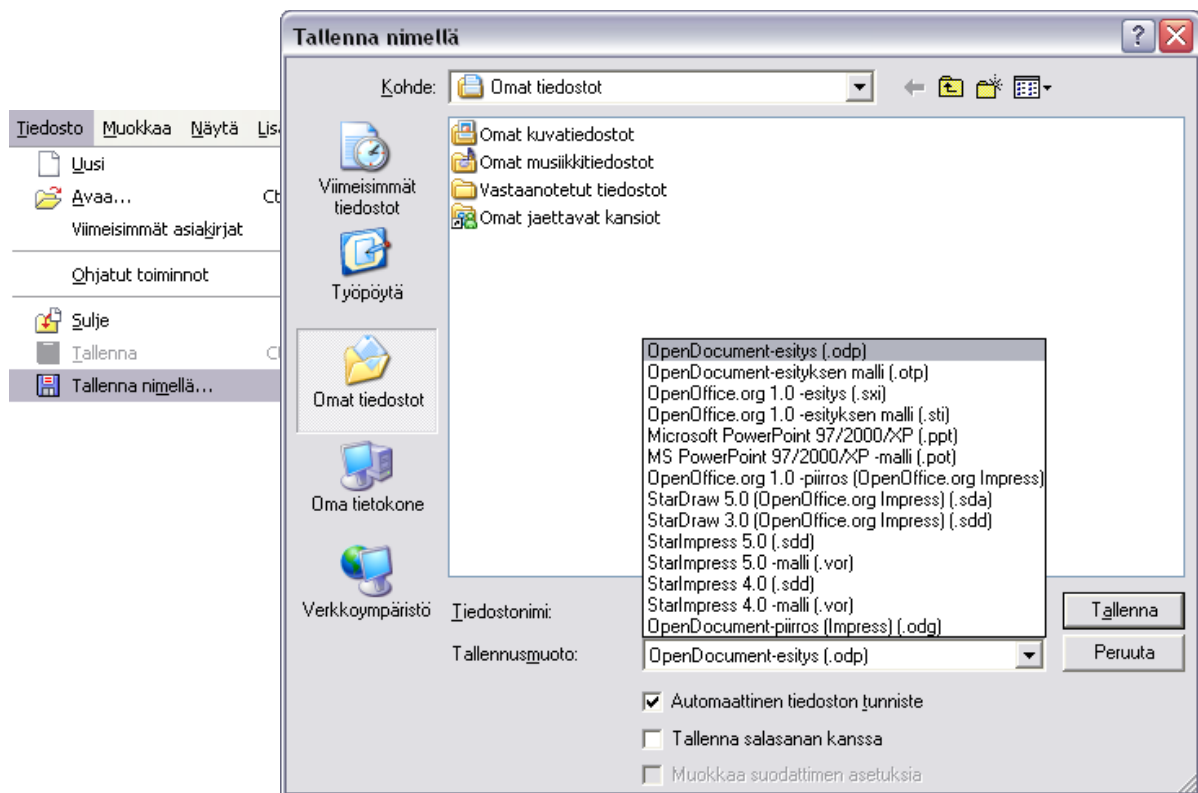 Tiedosto Muokkaa Näytä Lisä
Uusi
Avaa... Ct
Viimeisimmät asiakirjat
Ohjatut toiminnot
Sulje
Tallenna
Tallenna nimellä...
Tallenna nimellä
Kohde: Omat tiedostot
Viimeisimmät
tiedostot
Työpöytä
Omat tiedostot
Oma tietokone
Verkkoympäristö
Omat kuvatiedostot
Omat musiikkitiedostot
Vastaanotetut tiedostot
Omat jaettavat kansiot
OpenDocument-esitys (.odp)
OpenDocument-esityksen malli (.otp)
OpenOffice.org 1.0 -esitys (.sxi)
OpenOffice.org 1.0 -esityksen malli (.sti)
Microsoft PowerPoint 97/2000/XP (.ppt)
MS PowerPoint 97/2000/XP -malli (.pot)
OpenOffice.org 1.0 -piirros (OpenOffice.org Impress)
StarDraw 5.0 (OpenOffice.org Impress) (.sda)
StarDraw 3.0 (OpenOffice.org Impress) (.sdd)
StarImpress 5.0 (.sdd)
StarImpress 5.0 -malli (.vor)
StarImpress 4.0 (.sdd)
StarImpress 4.0 -malli (.vor)
OpenDocument-piirros (Impress) (.odg)
Tiedostonimi: Tallenna
Tallennusmuoto: OpenDocument-esitys (.odp) Peruuta
Automaattinen tiedoston tunniste
Tallenna salasanan kanssa
Muokkaa suodattimen asetuksia